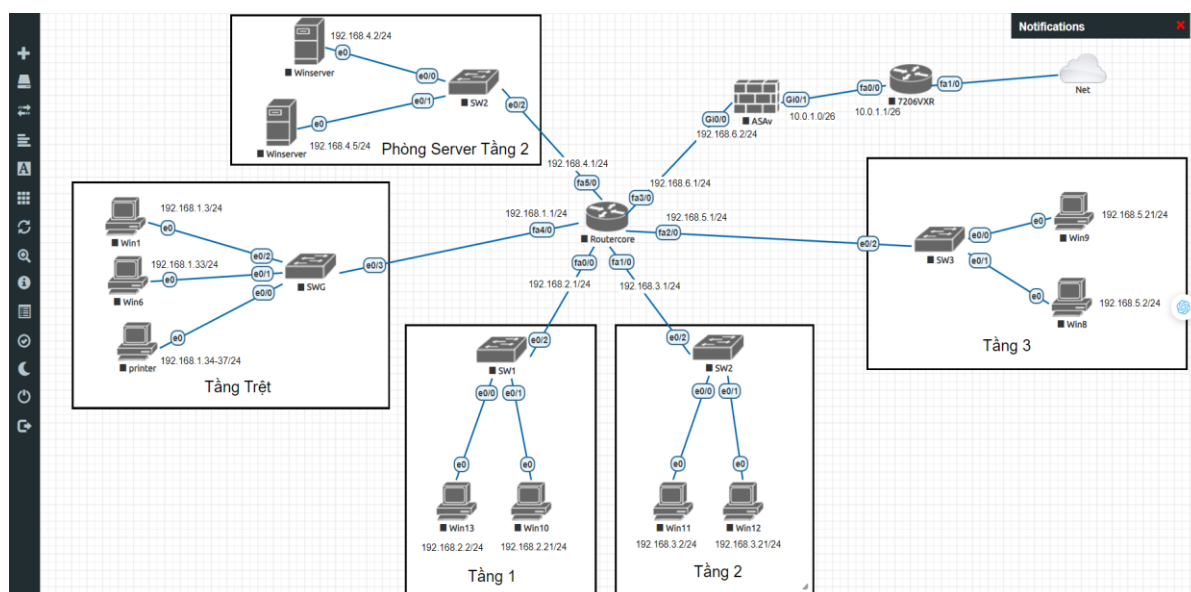 Notifications
192.168.4.2/24
e0
Winserver
e0/0
SW2
e0/1
e0/2
e0
Winserver
192.168.4.5/24
Phòng Server Tầng 2
Net
fa0/0
fa1/0
7206VXR
Gi0/1
ASAv
Gi0/0
10.0.1.0/26
10.0.1.1/26
192.168.6.2/24
192.168.4.1/24
fa5/0
192.168.6.1/24
fa3/0
192.168.1.1/24
192.168.5.1/24
fa4/0
fa2/0
Routercore
fa0/0
fa1/0
192.168.2.1/24
192.168.3.1/24
192.168.1.3/24
e0
Win1
e0/2
192.168.1.33/24
e0/1
e0
Win6
e0/0
SWG
e0/3
e0
printer
192.168.1.34-37/24
Tầng Trệt
e0/2
SW3
e0/0
e0
192.168.5.21/24
Win9
e0/1
e0
192.168.5.2/24
Win8
Tầng 3
e0/2
SW1
e0/0
e0/1
e0
e0
Win13
Win10
192.168.2.2/24
192.168.2.21/24
Tầng 1
e0/2
SW2
e0/0
e0/1
e0
e0
Win11
Win12
192.168.3.2/24
192.168.3.21/24
Tầng 2